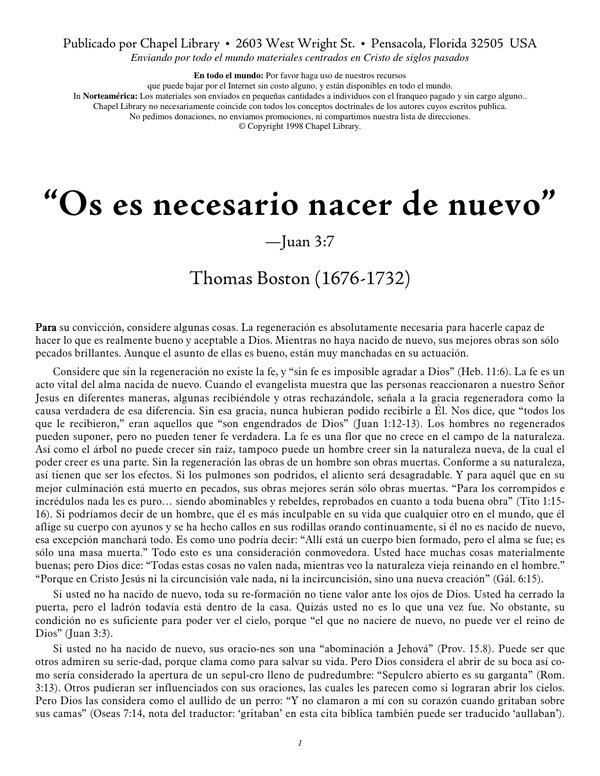 Publicado por Chapel Library • 2603 West Wright St. • Pensacola, Florida 32505 USA
Enviando por todo el mundo materiales centrados en Cristo de siglos pasados
En todo el mundo: Por favor haga uso de nuestros recursos
que puede bajar por el Internet sin costo alguno, y están disponibles en todo el mundo.
In Norteamérica: Los materiales son enviados en pequeñas cantidades a individuos con el franqueo pagado y sin cargo alguno..
Chapel Library no necesariamente coincide con todos los conceptos doctrinales de los autores cuyos escritos publica.
No pedimos donaciones, no enviamos promociones, ni compartimos nuestra lista de direcciones.
© Copyright 1998 Chapel Library.
“Os es necesario nacer de nuevo”
—Juan 3:7
Thomas Boston (1676-1732)
Para su convicción, considere algunas cosas. La regeneración es absolutamente necesaria para hacerle capaz de
hacer lo que es realmente bueno y aceptable a Dios. Mientras no haya nacido de nuevo, sus mejores obras son sólo
pecados brillantes. Aunque el asunto de ellas es bueno, están muy manchadas en su actuación.
Considere que sin la regeneración no existe la fe, y “sin fe es imposible agradar a Dios” (Heb. 11:6). La fe es un
acto vital del alma nacida de nuevo. Cuando el evangelista muestra que las personas reaccionaron a nuestro Señor
Jesus en diferentes maneras, algunas recibiéndole y otras rechazándole, señala a la gracia regeneradora como la
causa verdadera de esa diferencia. Sin esa gracia, nunca hubieran podido recibirle a Él. Nos dice, que “todos los
que le recibieron,” eran aquellos que “son engendrados de Dios” (Juan 1:12-13). Los hombres no regenerados
pueden suponer, pero no pueden tener fe verdadera. La fe es una flor que no crece en el campo de la naturaleza.
Así como el árbol no puede crecer sin raíz, tampoco puede un hombre creer sin la naturaleza nueva, de la cual el
poder creer es una parte. Sin la regeneración las obras de un hombre son obras muertas. Conforme a su naturaleza,
así tienen que ser los efectos. Si los pulmones son podridos, el aliento será desagradable. Y para aquél que en su
mejor culminación está muerto en pecados, sus obras mejores serán sólo obras muertas. “Para los corrompidos e
incrédulos nada les es puro… siendo abominables y rebeldes, reprobados en cuanto a toda buena obra” (Tito 1:15-
16). Si podríamos decir de un hombre, que él es más inculpable en su vida que cualquier otro en el mundo, que él
aflige su cuerpo con ayunos y se ha hecho callos en sus rodillas orando continuamente, si él no es nacido de nuevo,
esa excepción manchará todo. Es como uno podría decir: “Allí está un cuerpo bien formado, pero el alma se fue; es
sólo una masa muerta.” Todo esto es una consideración conmovedora. Usted hace muchas cosas materialmente
buenas; pero Dios dice: “Todas estas cosas no valen nada, mientras veo la naturaleza vieja reinando en el hombre.”
“Porque en Cristo Jesús ni la circuncisión vale nada, ni la incircuncisión, sino una nueva creación” (Gál. 6:15).
Si usted no ha nacido de nuevo, toda su re-formación no tiene valor ante los ojos de Dios. Usted ha cerrado la
puerta, pero el ladrón todavía está dentro de la casa. Quizás usted no es lo que una vez fue. No obstante, su
condición no es suficiente para poder ver el cielo, porque “el que no naciere de nuevo, no puede ver el reino de
Dios” (Juan 3:3).
Si usted no ha nacido de nuevo, sus oracio-nes son una “abominación a Jehová” (Prov. 15.8). Puede ser que
otros admiren su serie-dad, porque clama como para salvar su vida. Pero Dios considera el abrir de su boca así co-
mo sería considerado la apertura de un sepul-cro lleno de pudredumbre: “Sepulcro abierto es su garganta” (Rom.
3:13). Otros pudieran ser influenciados con sus oraciones, las cuales les parecen como si lograran abrir los cielos.
Pero Dios las considera como el aullido de un perro: “Y no clamaron a mí con su corazón cuando gritaban sobre
sus camas” (Oseas 7:14, nota del traductor: ‘gritaban’ en esta cita bíblica también puede ser traducido ‘aullaban’).
1